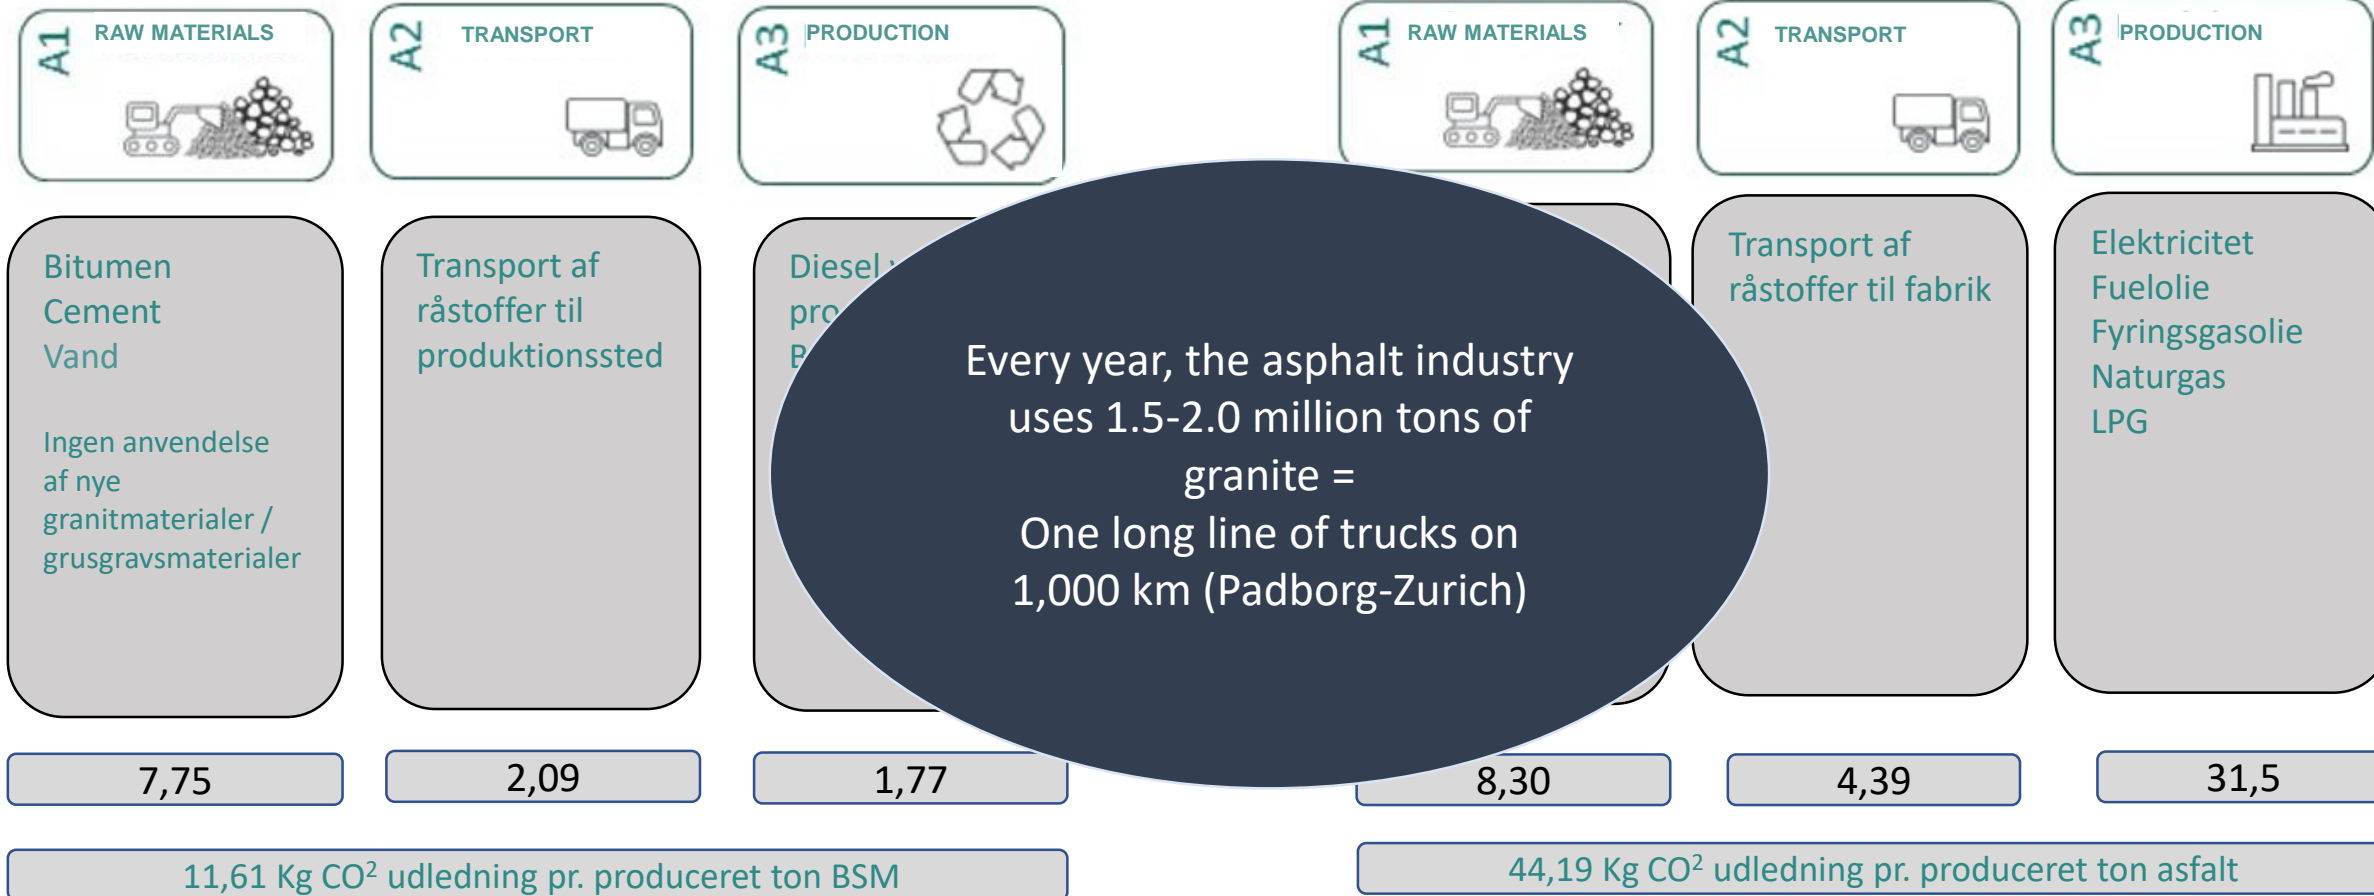 A1
RAW MATERIALS
A2
TRANSPORT
A3
PRODUCTION
A1
RAW MATERIALS
A2
TRANSPORT
A3
PRODUCTION
Bitumen
Cement
Vand
Ingen anvendelse
af nye
granitmaterialer /
grusgravsmaterialer
Transport af
råstoffer til
produktionssted
Diesel
Every year, the asphalt industry
uses 1.5-2.0 million tons of
granite =
One long line of trucks on
1,000 km (Padborg-Zurich)
Transport af
råstoffer til fabrik
Elektricitet
Fuelolie
Fyringsgasolie
Naturgas
LPG
7,75
2,09
1,77
8,30
4,39
31,5
11,61 Kg CO² udledning pr. produceret ton BSM
44,19 Kg CO² udledning pr. produceret ton asfalt